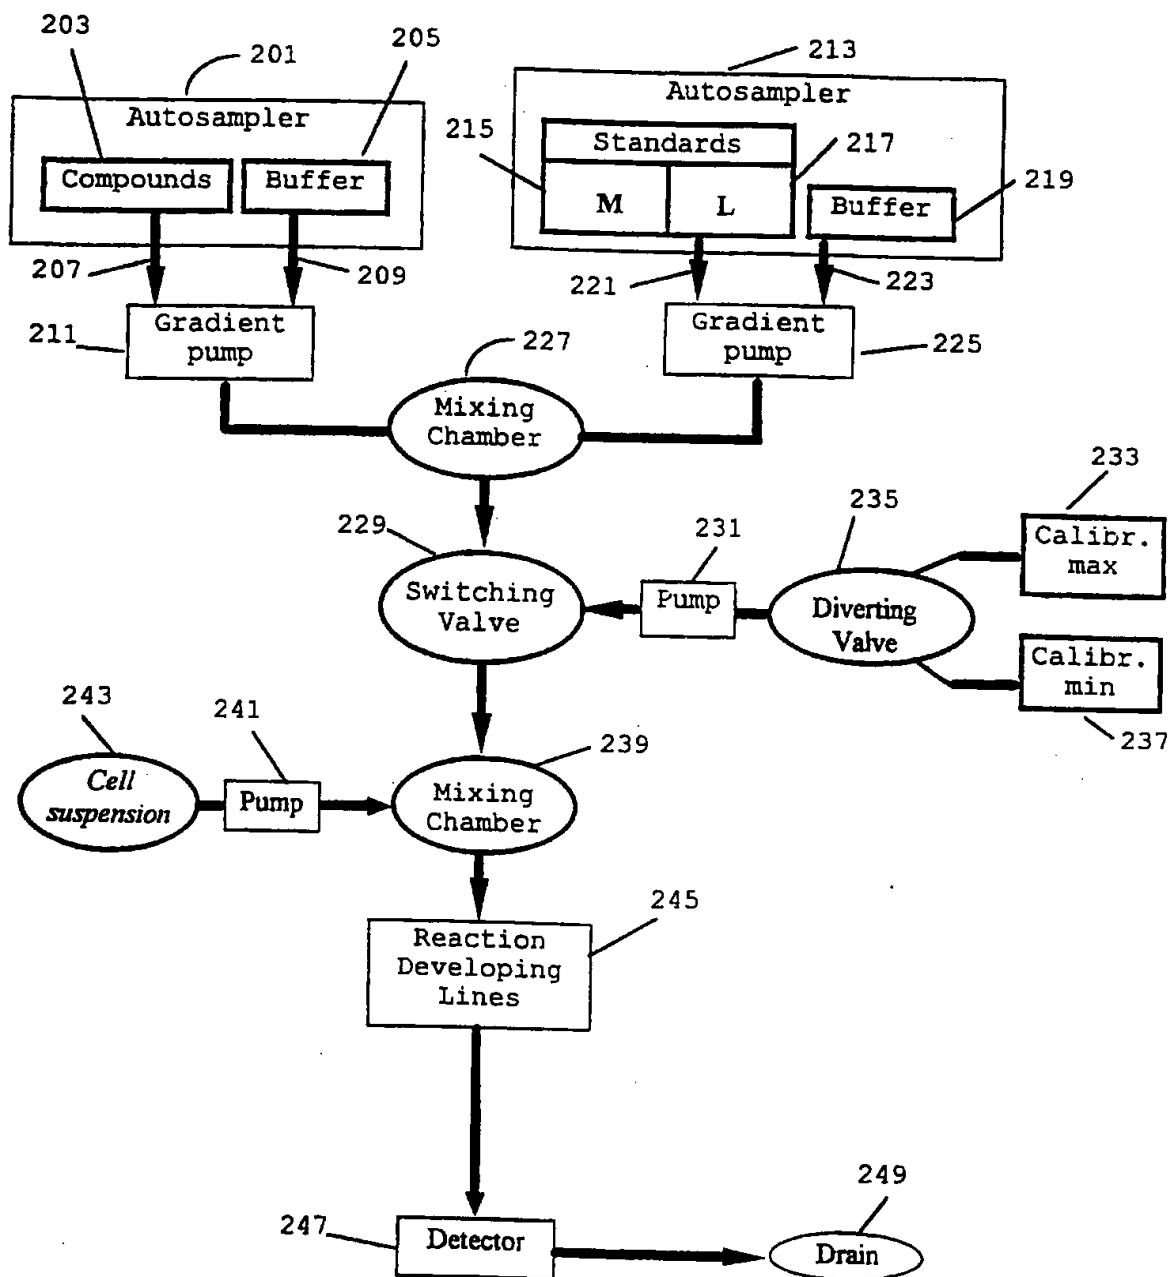 203
201
205
213
Autosampler
Autosampler
215
217
219
Compounds
Buffer
Standards
M
L
Buffer
207
209
221
223
211
Gradient
pump
227
Gradient
pump
225
Mixing
Chamber
233
229
231
235
Calibr.
max
Switching
Valve
Pump
Diverting
Valve
Calibr.
min
237
243
241
239
Cell
suspension
Pump
Mixing
Chamber
245
Reaction
Developing
Lines
249
247
Detector
Drain